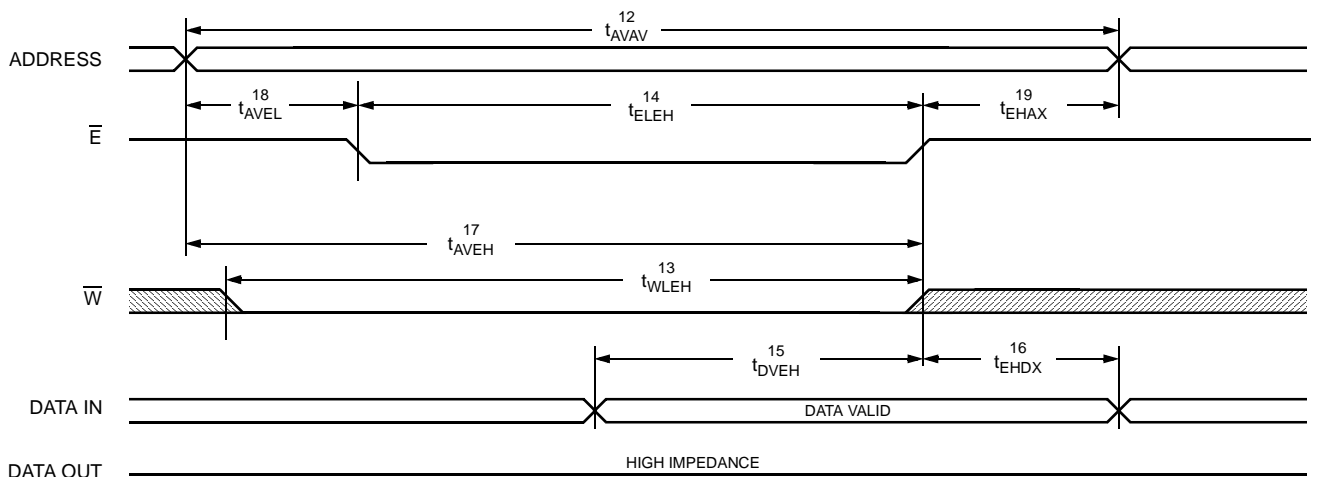 12
tAVAV
ADDRESS
18
tAVEL
14
tELEH
19
tEHAX
E̅
17
tAVEH
13
tWLEH
W̅
15
tDVEH
16
tEHDX
DATA IN
DATA VALID
DATA OUT
HIGH IMPEDANCE